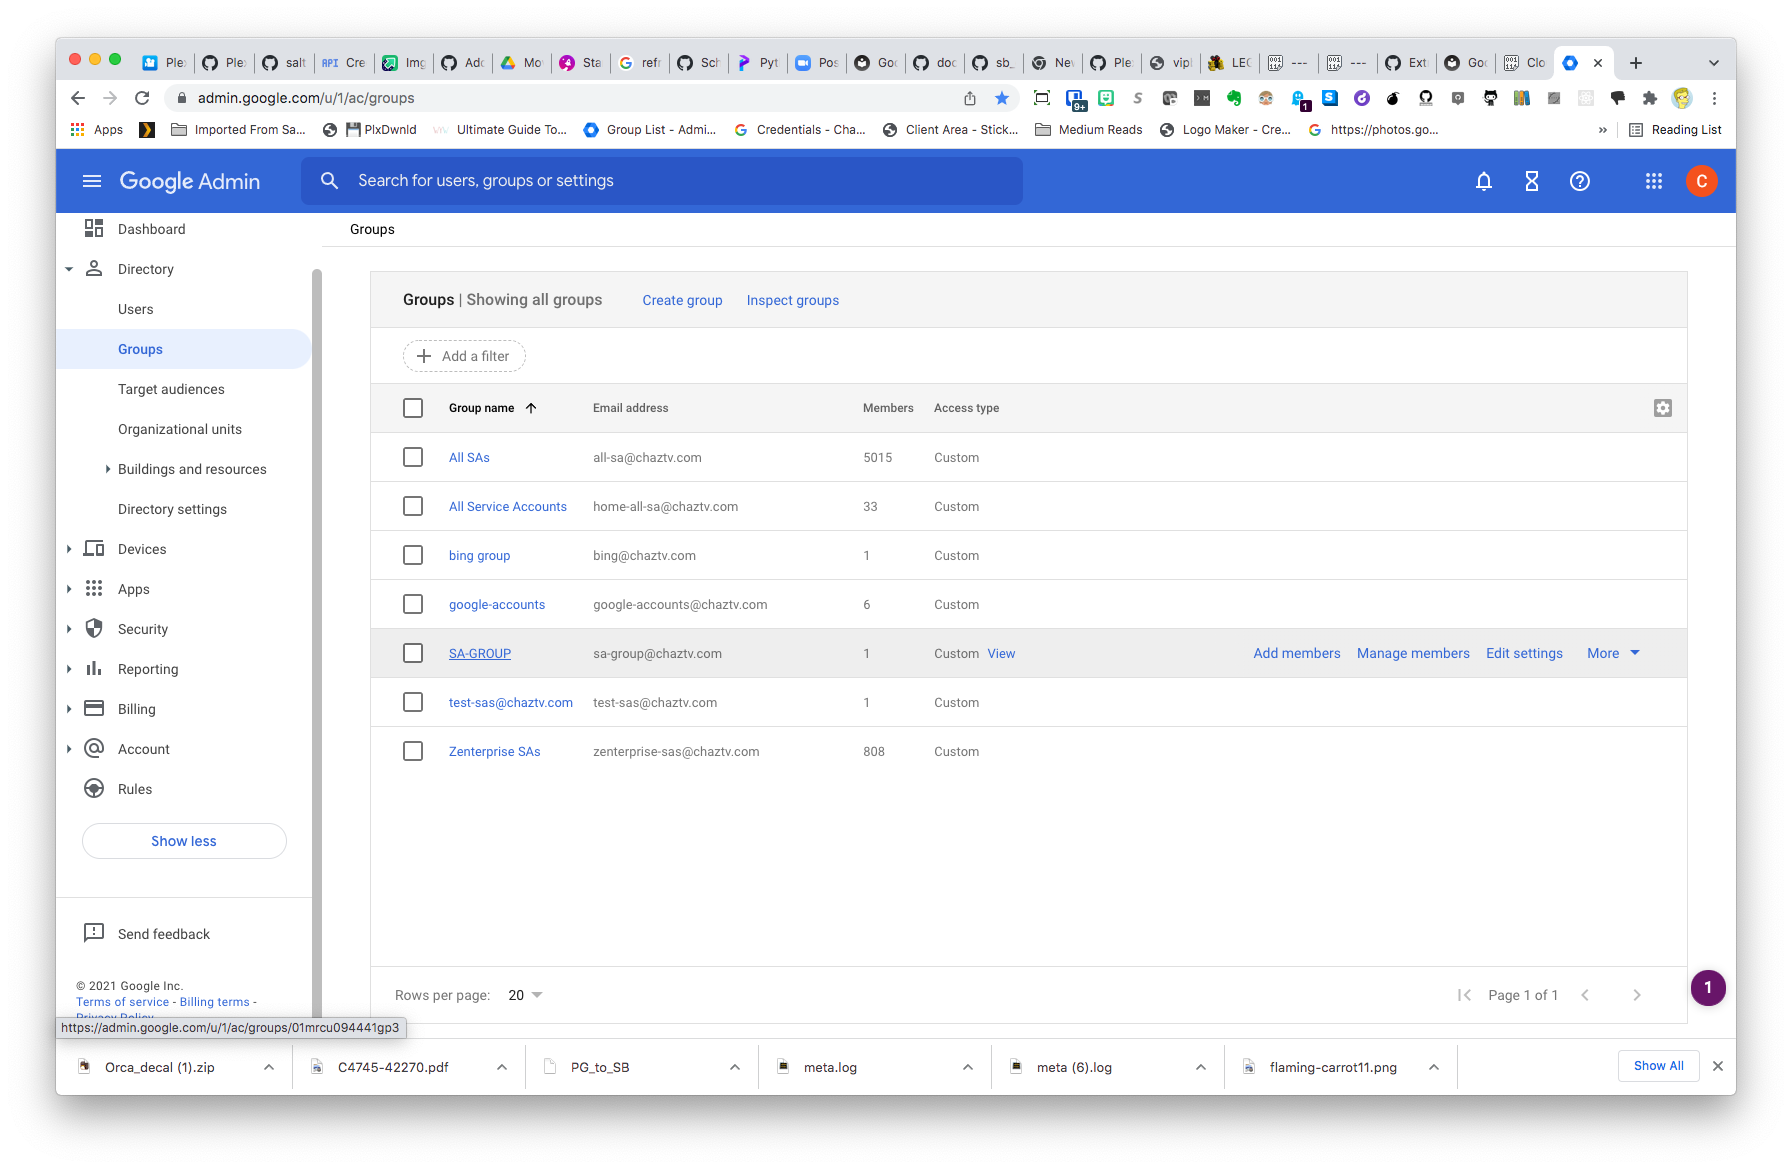 Ple Ple salt API Cre Img Add Mo Sta refr Sch Pyt Pos Goo doc sb_ Nev Ple vipl LEG --- --- Ext Goo Clo
admin.google.com/u/1/ac/groups
9+
1
Apps Imported From Sa... PlxDwnld Ultimate Guide To... Group List - Admi... Credentials - Cha... Client Area - Stick... Medium Reads Logo Maker - Cre... https://photos.go... » Reading List
Google Admin Search for users, groups or settings C
Dashboard
Directory
Users
Groups
Target audiences
Organizational units
Buildings and resources
Directory settings
Devices
Apps
Security
Reporting
Billing
Account
Rules
Show less
Send feedback
© 2021 Google Inc.
Terms of service - Billing terms -
Privacy Policy
https://admin.google.com/u/1/ac/groups/01mrcu094441gp3
Groups
Groups | Showing all groups Create group Inspect groups
Add a filter
Group name Email address Members Access type
All SAs all-sa@chaztv.com 5015 Custom
All Service Accounts home-all-sa@chaztv.com 33 Custom
bing group bing@chaztv.com 1 Custom
google-accounts google-accounts@chaztv.com 6 Custom
SA-GROUP sa-group@chaztv.com 1 Custom View Add members Manage members Edit settings More
test-sas@chaztv.com test-sas@chaztv.com 1 Custom
Zenterprise SAs zenterprise-sas@chaztv.com 808 Custom
Rows per page: 20 Page 1 of 1
1
Orca_decal (1).zip C4745-42270.pdf PG_to_SB meta.log meta (6).log flaming-carrot11.png Show All